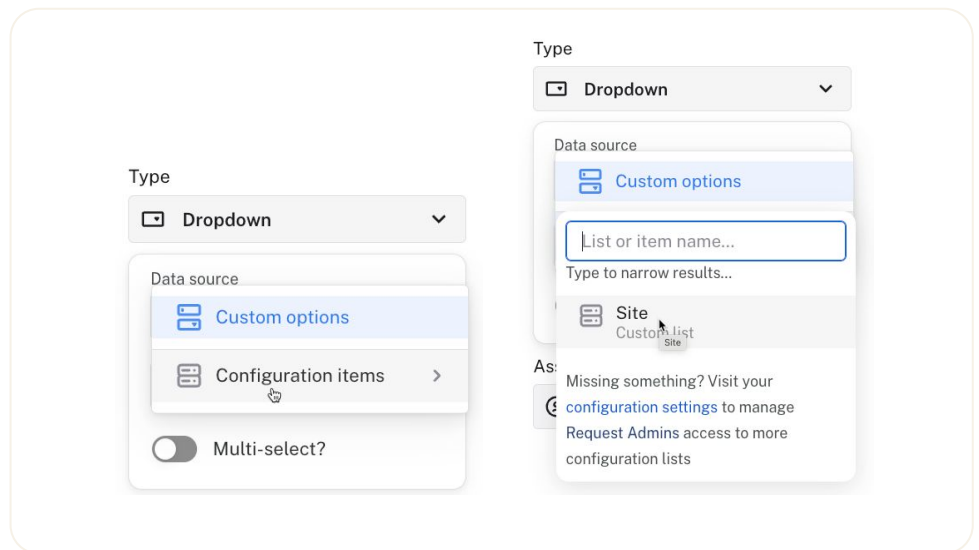 Type
Dropdown
Data source
Custom options
Configuration items
Multi-select?
Type
Dropdown
Data source
Custom options
List or item name...
Type to narrow results...
Site
Custom list
Site
Missing something? Visit your
configuration settings to manage
Request Admins access to more
configuration lists